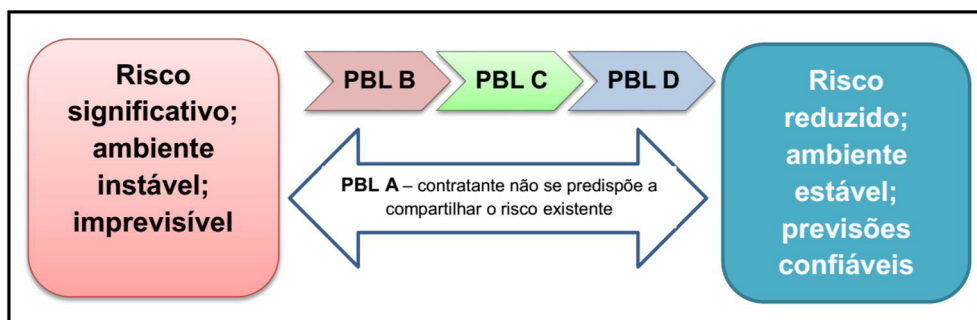 Risco
significativo;
ambiente
instável;
imprevisível
PBL B
PBL C
PBL D
PBL A – contratante não se predispõe a
compartilhar o risco existente
Risco
reduzido;
ambiente
estável;
previsões
confiáveis